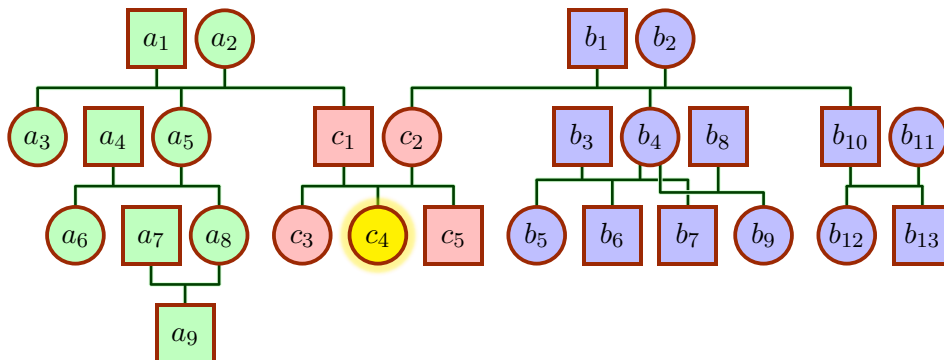 a₁ a₂ b₁ b₂
a₃ a₄ a₅ c₁ c₂ b₃ b₄ b₈ b₁₀ b₁₁
a₆ a₇ a₈ c₃ c₄ c₅ b₅ b₆ b₇ b₉ b₁₂ b₁₃
a₉